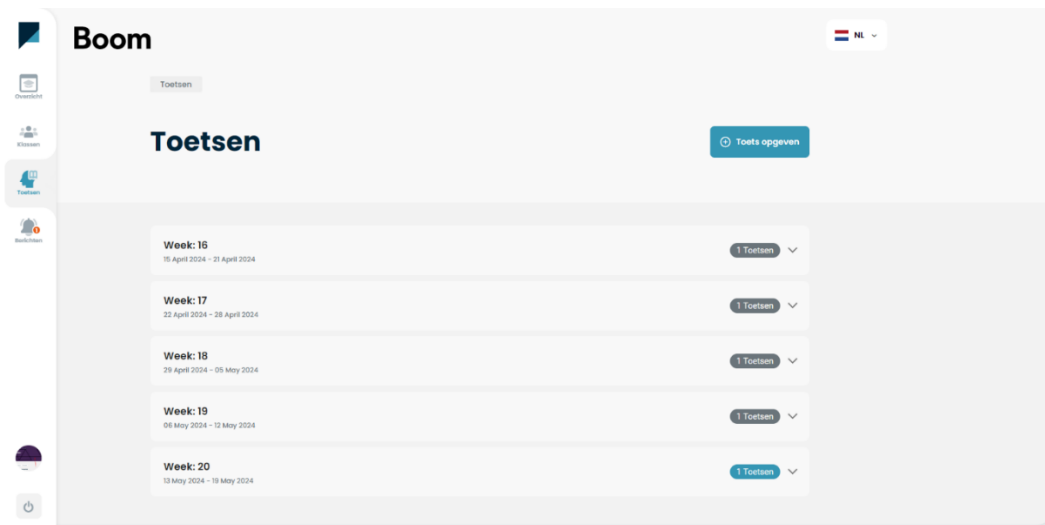 Boom
NL
Overzicht
Klassen
Toetsen
1
Berichten
Toetsen
Toetsen
Toets opgeven
Week: 16
15 April 2024 - 21 April 2024
1 Toetsen
Week: 17
22 April 2024 - 28 April 2024
1 Toetsen
Week: 18
29 April 2024 - 05 May 2024
1 Toetsen
Week: 19
06 May 2024 - 12 May 2024
1 Toetsen
Week: 20
13 May 2024 - 19 May 2024
1 Toetsen